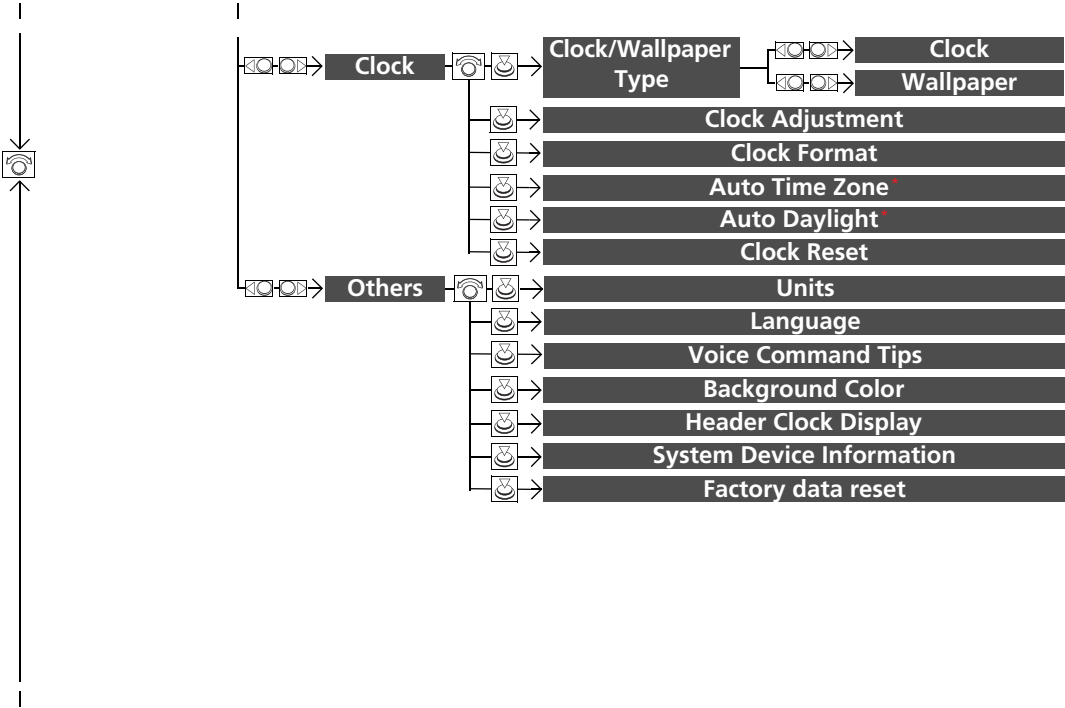 Clock
Clock/Wallpaper
Type
Clock
Wallpaper
Clock Adjustment
Clock Format
Auto Time Zone*
Auto Daylight*
Clock Reset
Others
Units
Language
Voice Command Tips
Background Color
Header Clock Display
System Device Information
Factory data reset